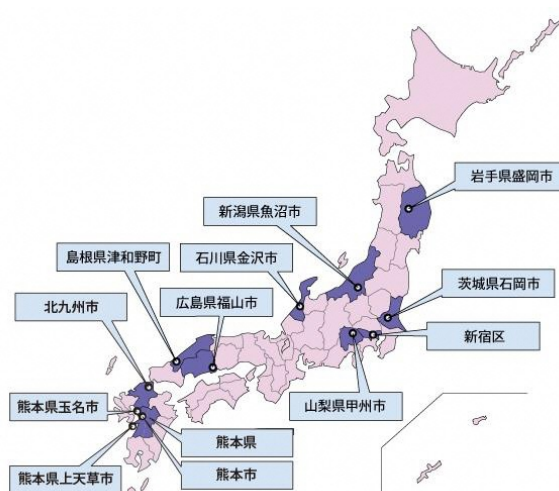 岩手県盛岡市
新潟県魚沼市
島根県津和野町
石川県金沢市
茨城県石岡市
北九州市
広島県福山市
新宿区
熊本県玉名市
山梨県甲州市
熊本県
熊本県上天草市
熊本市